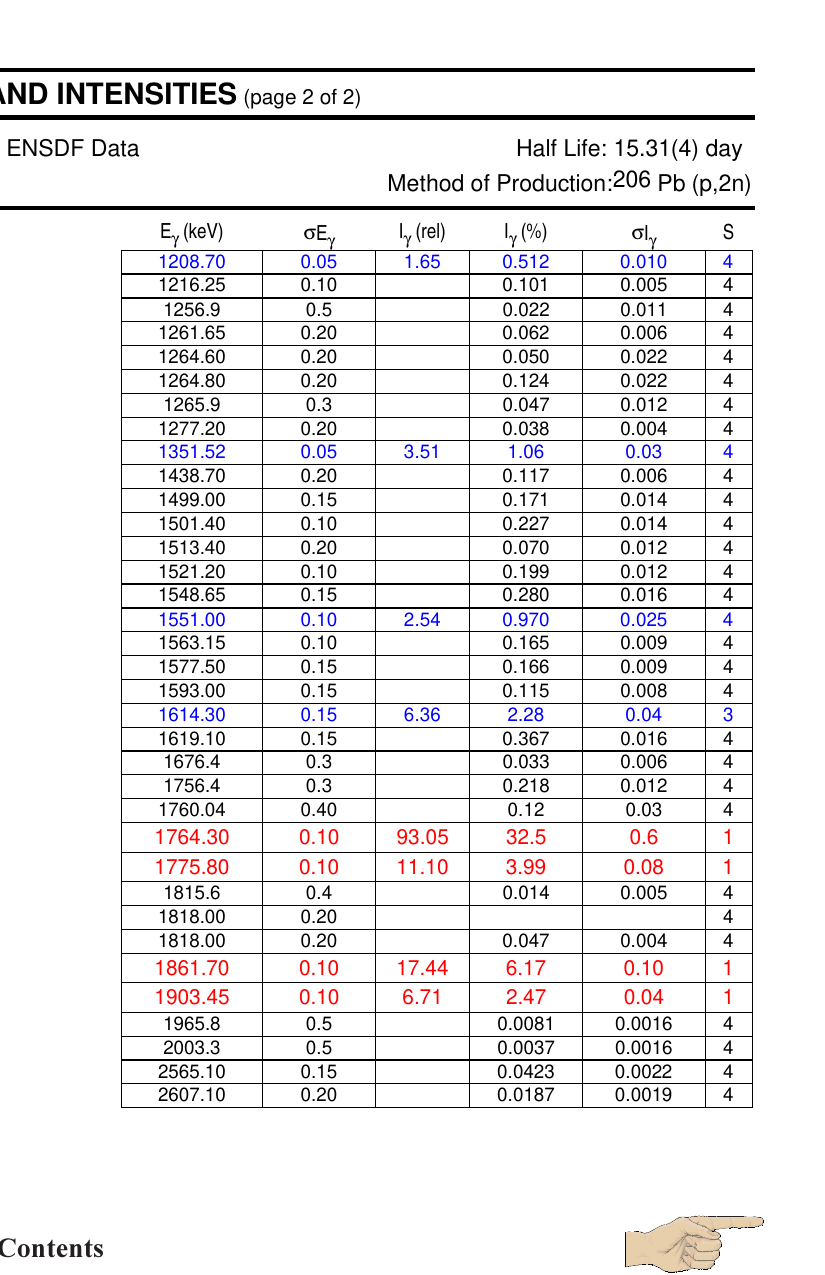 AND INTENSITIES (page 2 of 2)
ENSDF Data Half Life: 15.31(4) day
Method of Production:206 Pb (p,2n)
Eγ (keV) σEγ Iγ (rel) Iγ (%) σIγ S
1208.70 0.05 1.65 0.512 0.010 4
1216.25 0.10 0.101 0.005 4
1256.9 0.5 0.022 0.011 4
1261.65 0.20 0.062 0.006 4
1264.60 0.20 0.050 0.022 4
1264.80 0.20 0.124 0.022 4
1265.9 0.3 0.047 0.012 4
1277.20 0.20 0.038 0.004 4
1351.52 0.05 3.51 1.06 0.03 4
1438.70 0.20 0.117 0.006 4
1499.00 0.15 0.171 0.014 4
1501.40 0.10 0.227 0.014 4
1513.40 0.20 0.070 0.012 4
1521.20 0.10 0.199 0.012 4
1548.65 0.15 0.280 0.016 4
1551.00 0.10 2.54 0.970 0.025 4
1563.15 0.10 0.165 0.009 4
1577.50 0.15 0.166 0.009 4
1593.00 0.15 0.115 0.008 4
1614.30 0.15 6.36 2.28 0.04 3
1619.10 0.15 0.367 0.016 4
1676.4 0.3 0.033 0.006 4
1756.4 0.3 0.218 0.012 4
1760.04 0.40 0.12 0.03 4
1764.30 0.10 93.05 32.5 0.6 1
1775.80 0.10 11.10 3.99 0.08 1
1815.6 0.4 0.014 0.005 4
1818.00 0.20 4
1818.00 0.20 0.047 0.004 4
1861.70 0.10 17.44 6.17 0.10 1
1903.45 0.10 6.71 2.47 0.04 1
1965.8 0.5 0.0081 0.0016 4
2003.3 0.5 0.0037 0.0016 4
2565.10 0.15 0.0423 0.0022 4
2607.10 0.20 0.0187 0.0019 4
Contents